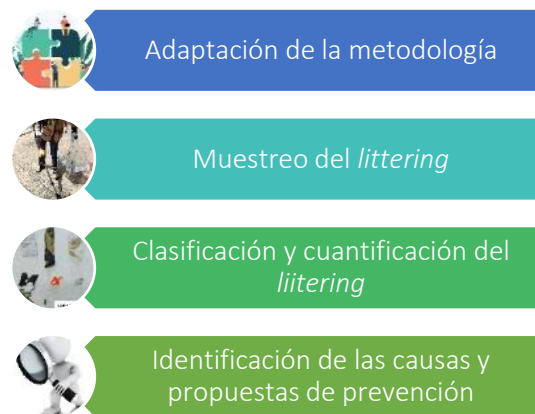 Adaptación de la metodología
Muestreo del littering
Clasificación y cuantificación del
liitering
Identificación de las causas y
propuestas de prevención